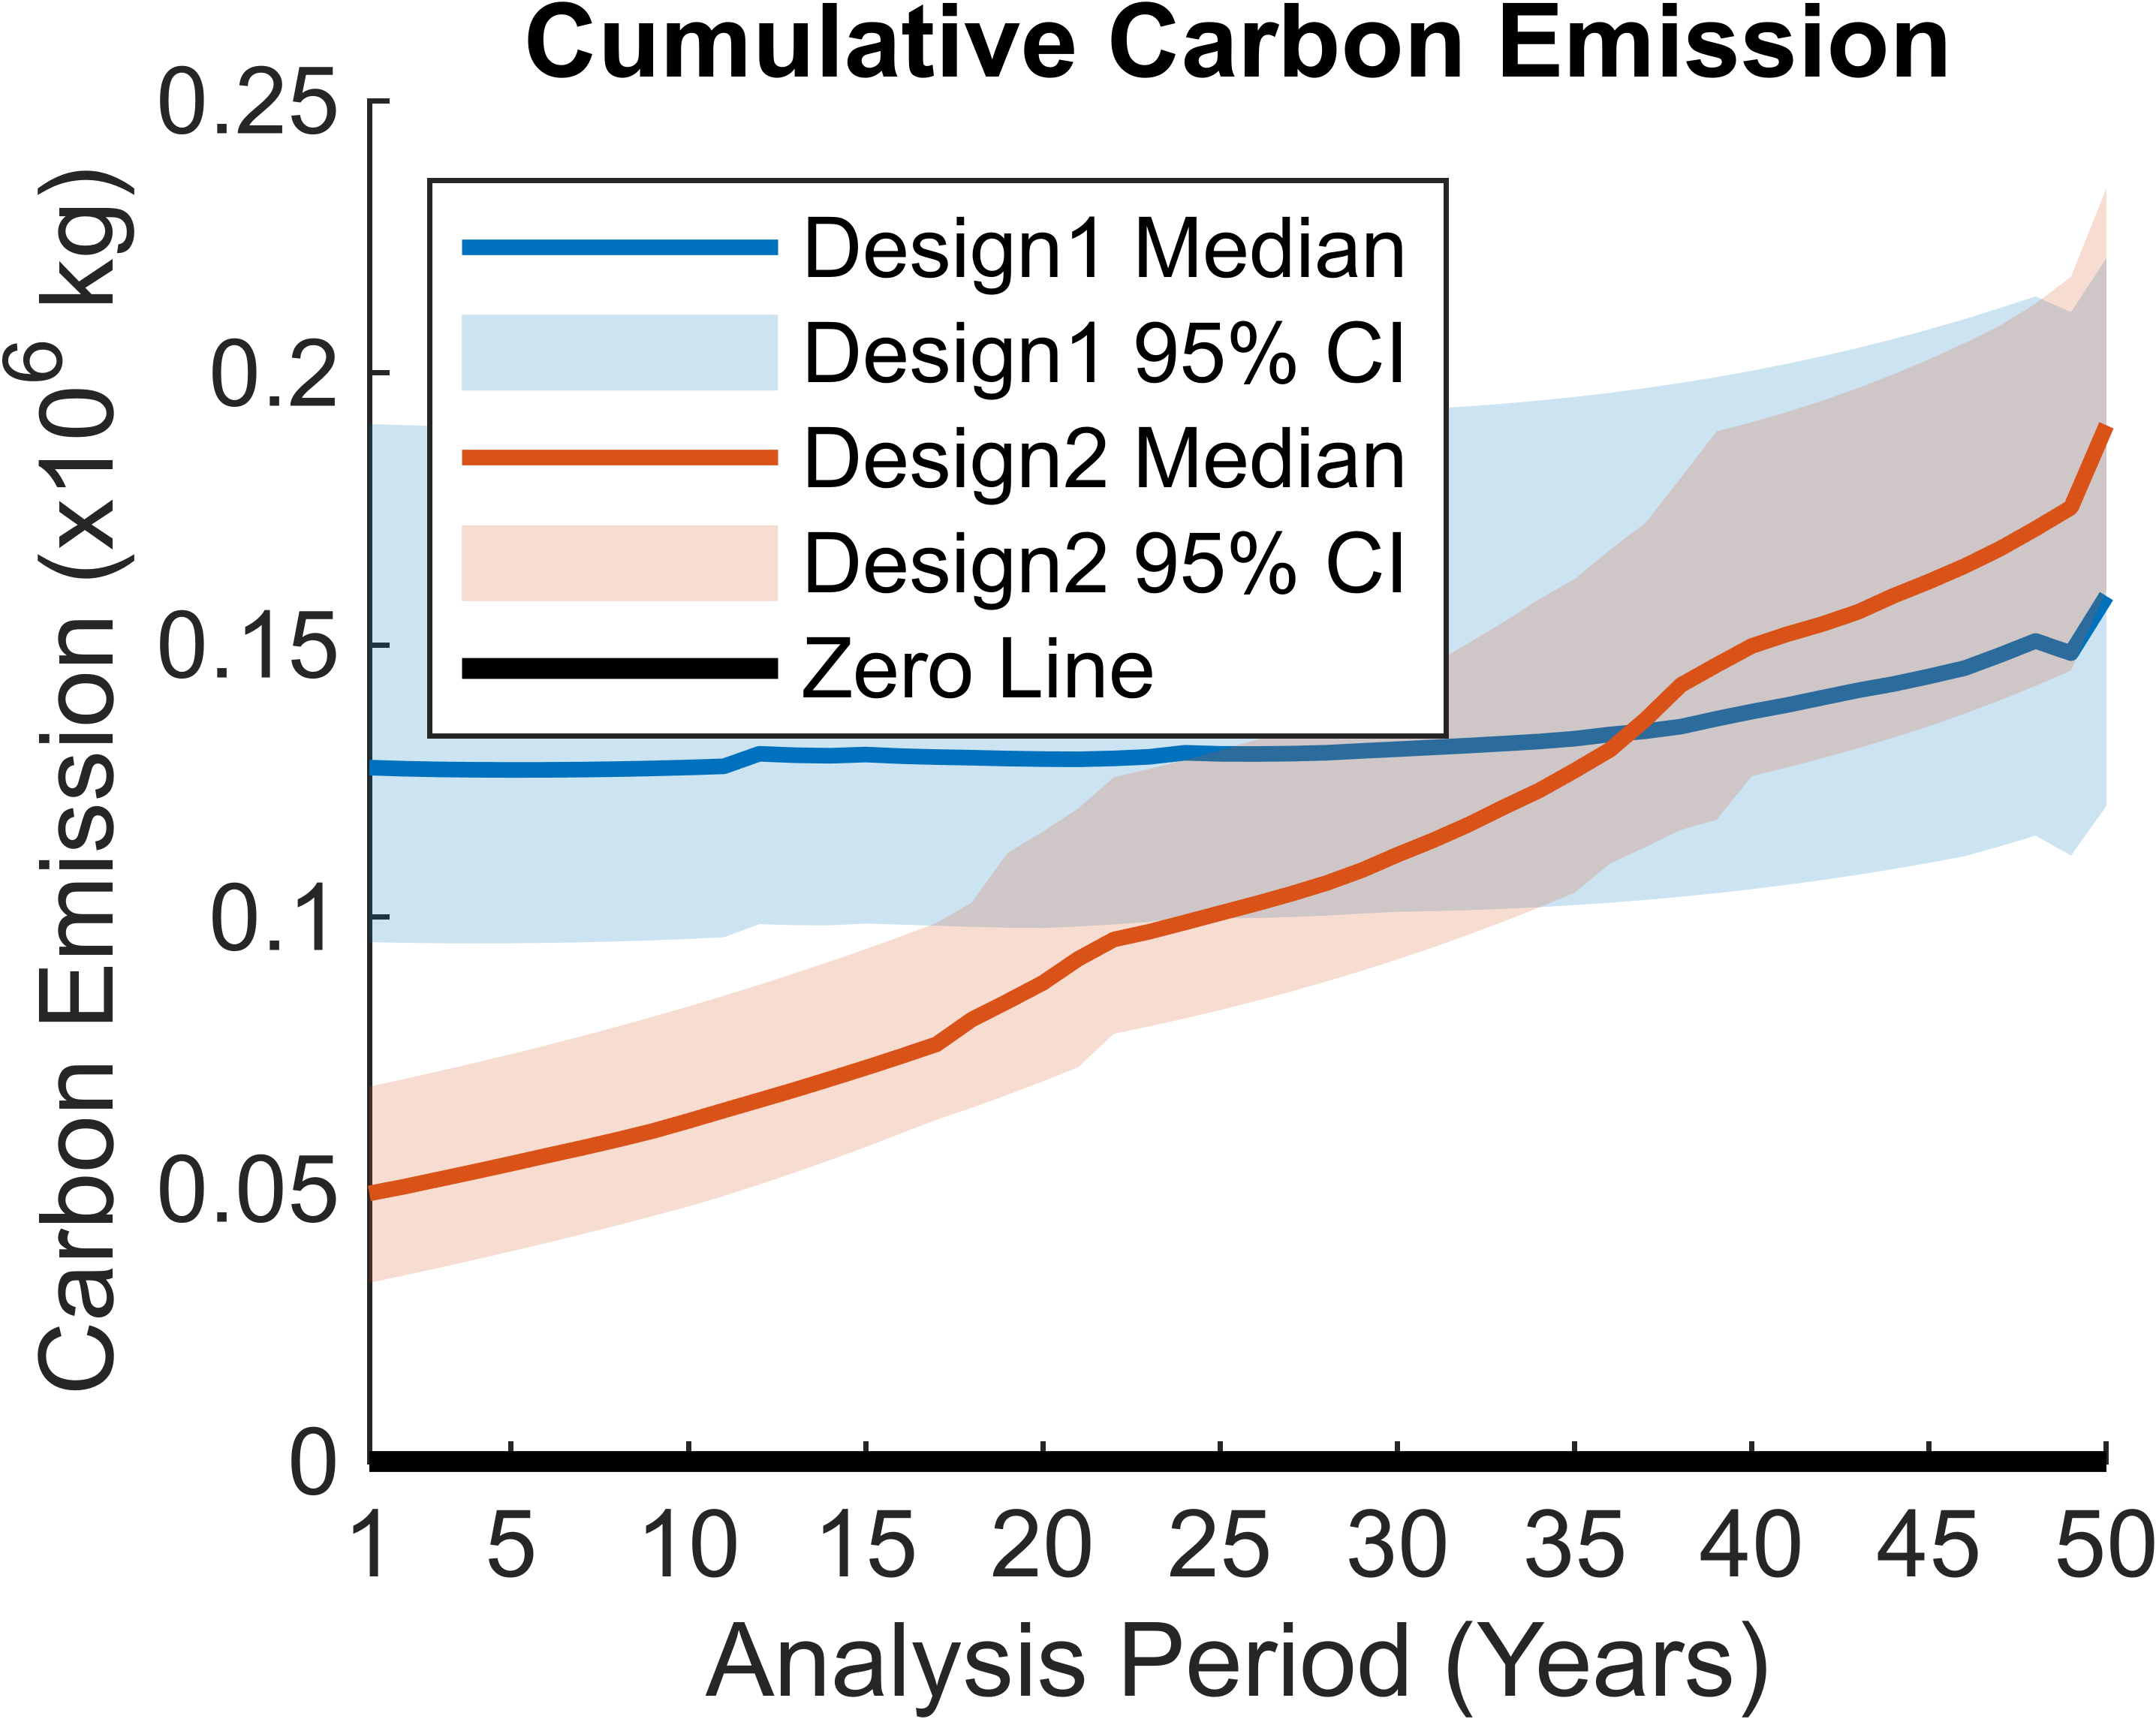 Cumulative Carbon Emission
Carbon Emission (x10⁶ kg)
0.25
0.2
0.15
0.1
0.05
0
Design1 Median
Design1 95% CI
Design2 Median
Design2 95% CI
Zero Line
1 5 10 15 20 25 30 35 40 45 50
Analysis Period (Years)